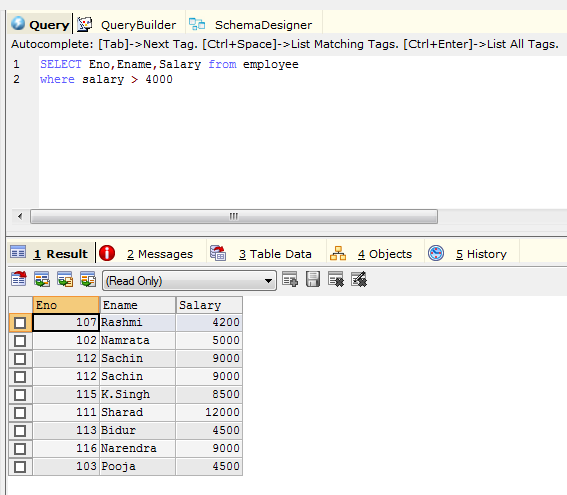 Query QueryBuilder SchemaDesigner
Autocomplete: [Tab]->Next Tag. [Ctrl+Space]->List Matching Tags. [Ctrl+Enter]->List All Tags.
1 SELECT Eno,Ename,Salary from employee
2 where salary > 4000
1 Result 2 Messages 3 Table Data 4 Objects 5 History
(Read Only)
Eno Ename Salary
107 Rashmi 4200
102 Namrata 5000
112 Sachin 9000
112 Sachin 9000
115 K.Singh 8500
111 Sharad 12000
113 Bidur 4500
116 Narendra 9000
103 Pooja 4500